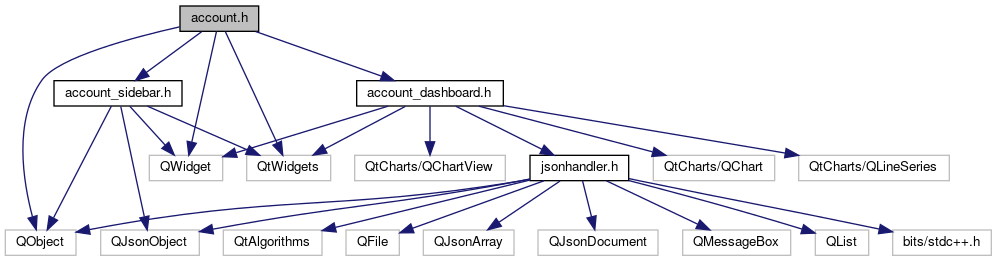 account.h
account_sidebar.h
account_dashboard.h
QWidget
QtWidgets
QtCharts/QChartView
jsonhandler.h
QtCharts/QChart
QtCharts/QLineSeries
QObject
QJsonObject
QtAlgorithms
QFile
QJsonArray
QJsonDocument
QMessageBox
QList
bits/stdc++.h